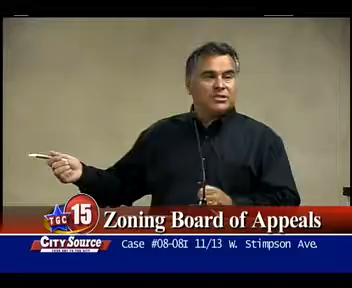 TGC
15
Zoning Board of Appeals
CITY SOURCE
Case #08-08I 11/13 W. Stimpson Ave.